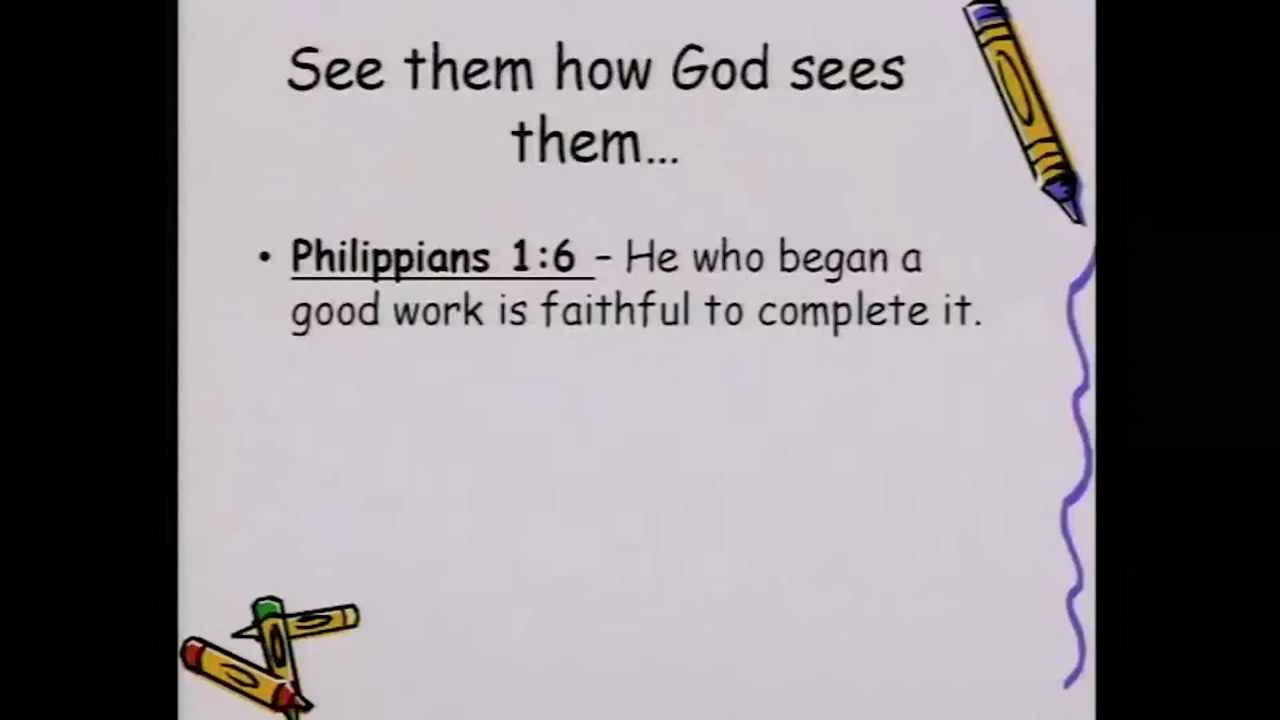 See them how God sees
them...
• Philippians 1:6 - He who began a
good work is faithful to complete it.